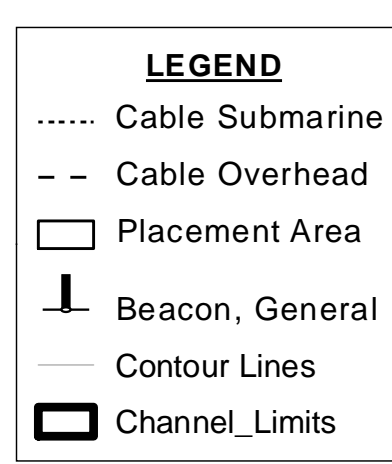 LEGEND
Cable Submarine
Cable Overhead
Placement Area
Beacon, General
Contour Lines
Channel_Limits